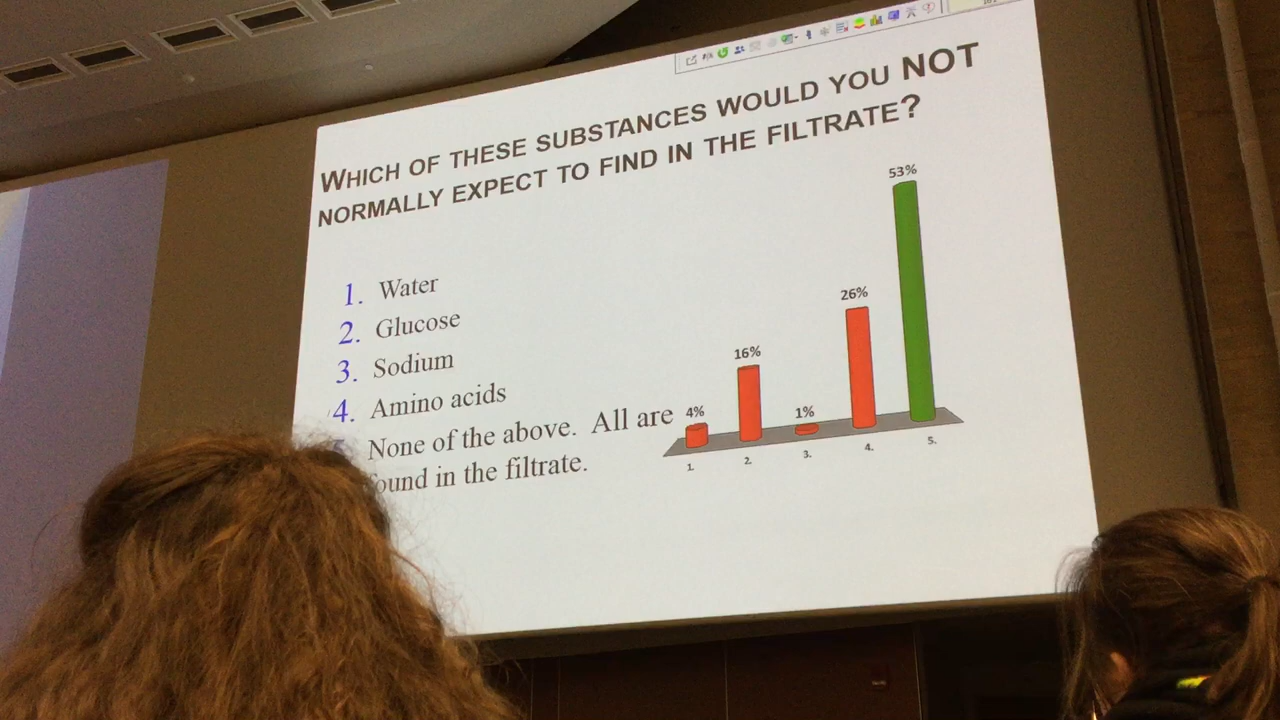 WHICH OF THESE SUBSTANCES WOULD YOU NOT
NORMALLY EXPECT TO FIND IN THE FILTRATE?
1. Water
2. Glucose
3. Sodium
4. Amino acids
5. None of the above. All are
ound in the filtrate.
4%
16%
1%
26%
53%
1.
2.
3.
4.
5.